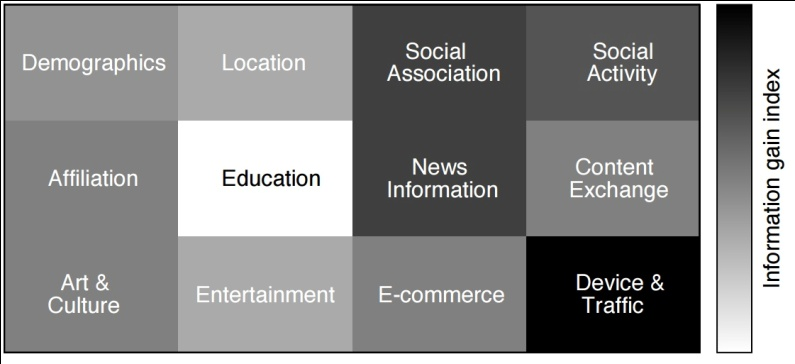 Demographics
Location
Social
Association
Social
Activity
Affiliation
Education
News
Information
Content
Exchange
Art &
Culture
Entertainment
E-commerce
Device &
Traffic
Information gain index